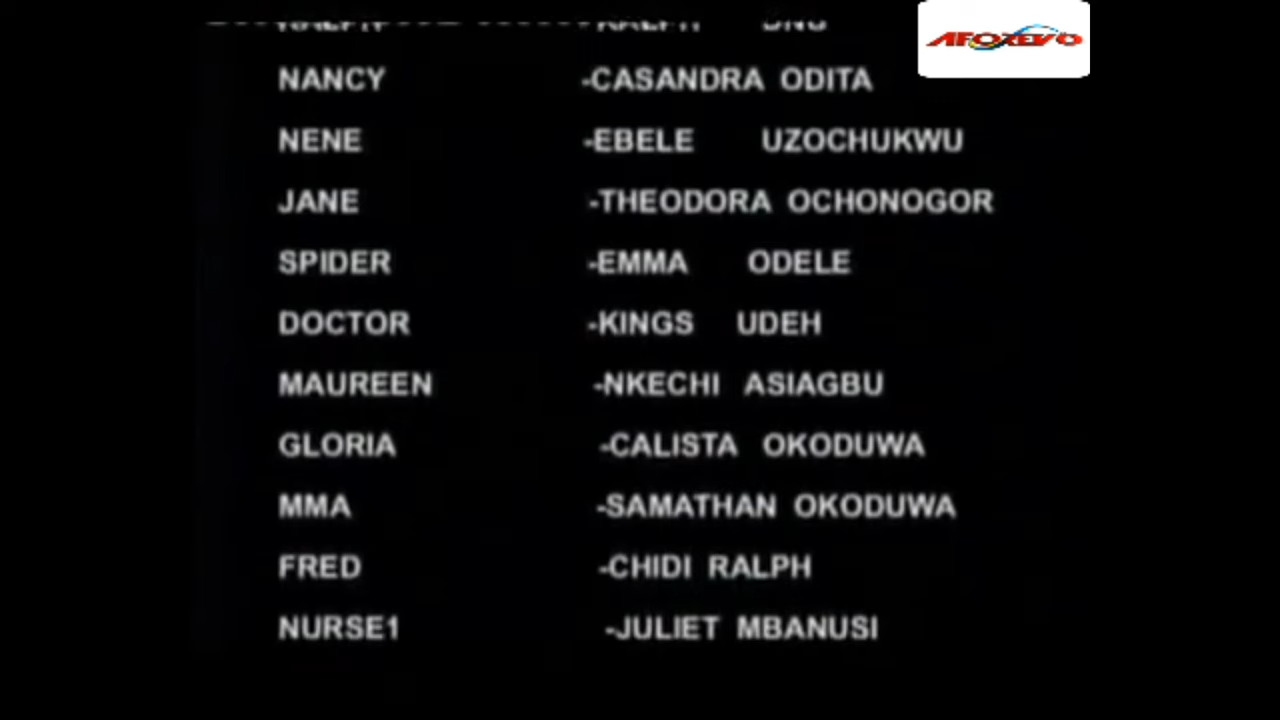 AFOREVO
NANCY -CASANDRA ODITA
NENE -EBELE UZOCHUKWU
JANE -THEODORA OCHONOGOR
SPIDER -EMMA ODELE
DOCTOR -KINGS UDEH
MAUREEN -NKECHI ASIAGBU
GLORIA -CALISTA OKODUWA
MMA -SAMATHAN OKODUWA
FRED -CHIDI RALPH
NURSE1 -JULIET MBANUSI